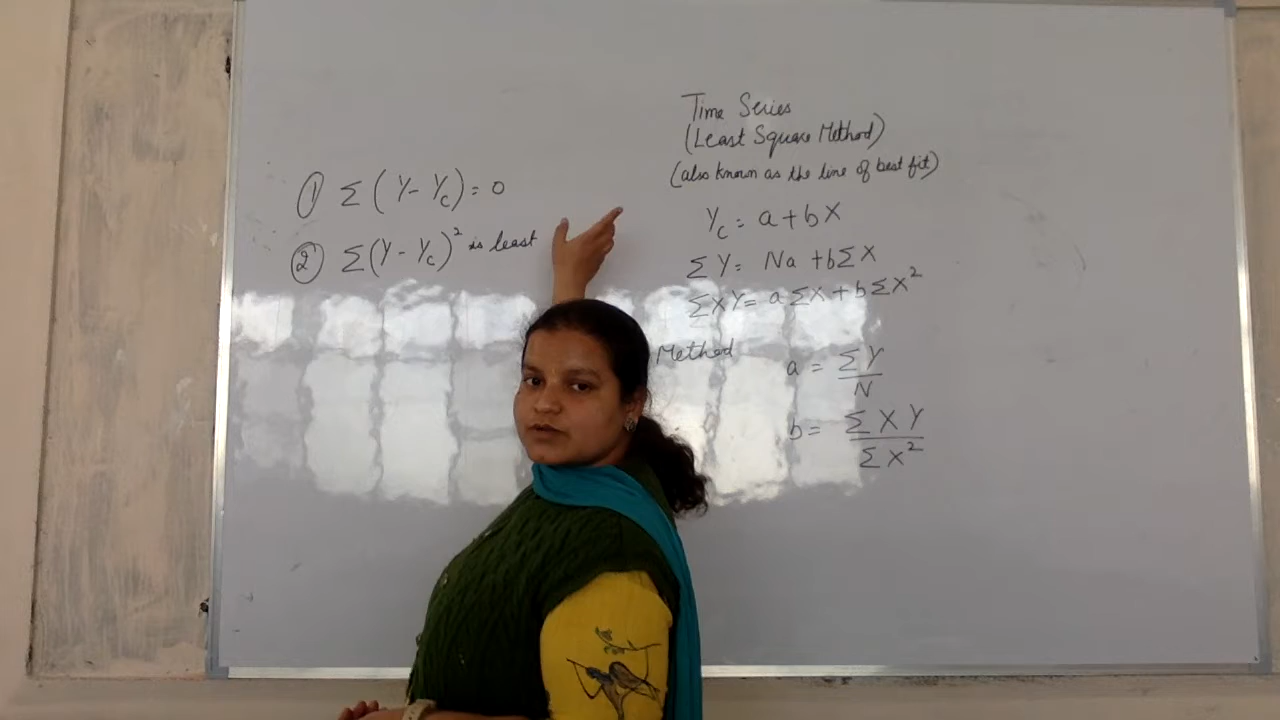 ① Σ (Y - Yc) = 0
② Σ (Y - Yc)² is least
Time Series
(Least Square Method)
(also known as the line of best fit)
Yc = a + bX
ΣY = Na + bΣX
ΣXY = aΣX + bΣX²
Method
a = ΣY/N
b = ΣXY/ΣX²